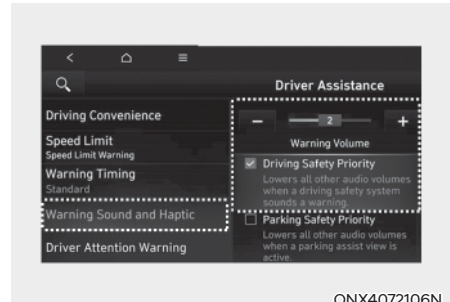 Driver Assistance
Driving Convenience
Speed Limit
Speed Limit Warning
Warning Timing
Standard
Warning Sound and Haptic
Driver Attention Warning
− 2 +
Warning Volume
Driving Safety Priority
Lowers all other audio volumes
when a driving safety system
sounds a warning.
Parking Safety Priority
Lowers all other audio volumes
when a parking assist view is
active.
ONX4072106N